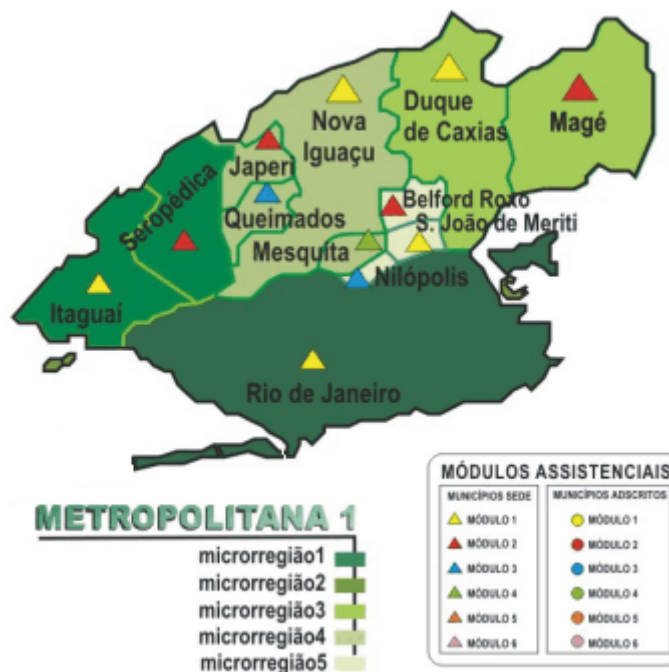 Nova
Iguaçu
Duque
de Caxias
Magé
Japeri
Seropédica
Queimados
Belford Roxo
S. João de Meriti
Mesquita
Nilópolis
Itaguaí
Rio de Janeiro
METROPOLITANA 1
microrregião1
microrregião2
microrregião3
microrregião4
microrregião5
MÓDULOS ASSISTENCIAIS
MUNICÍPIOS SEDE
MÓDULO 1
MÓDULO 2
MÓDULO 3
MÓDULO 4
MÓDULO 5
MÓDULO 6
MUNICÍPIOS ADSCRITOS
MÓDULO 1
MÓDULO 2
MÓDULO 3
MÓDULO 4
MÓDULO 5
MÓDULO 6